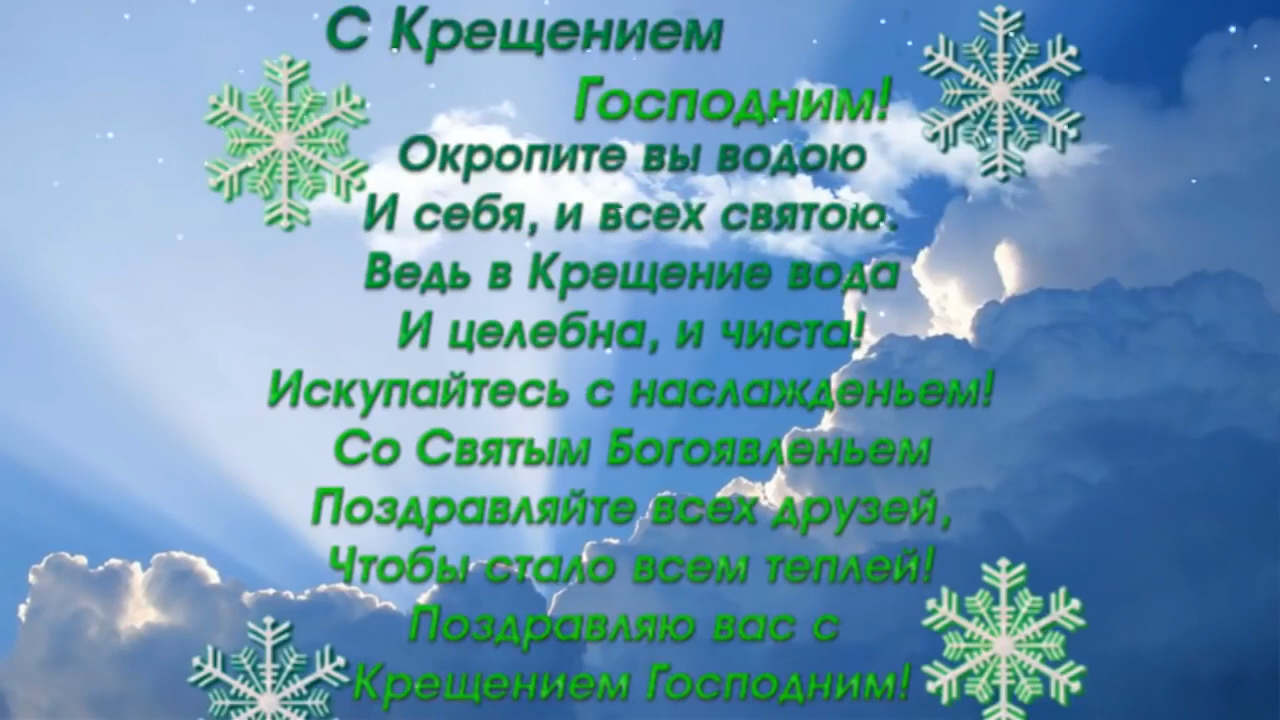 С Крещением
Господним!
Окропите вы водою
И себя, и всех святою.
Ведь в Крещение вода
И целебна, и чиста!
Искупайтесь с наслажденьем!
Со Святым Богоявленьем
Поздравляйте всех друзей,
Чтобы стало всем теплей!
Поздравляю вас с
Крещением Господним!